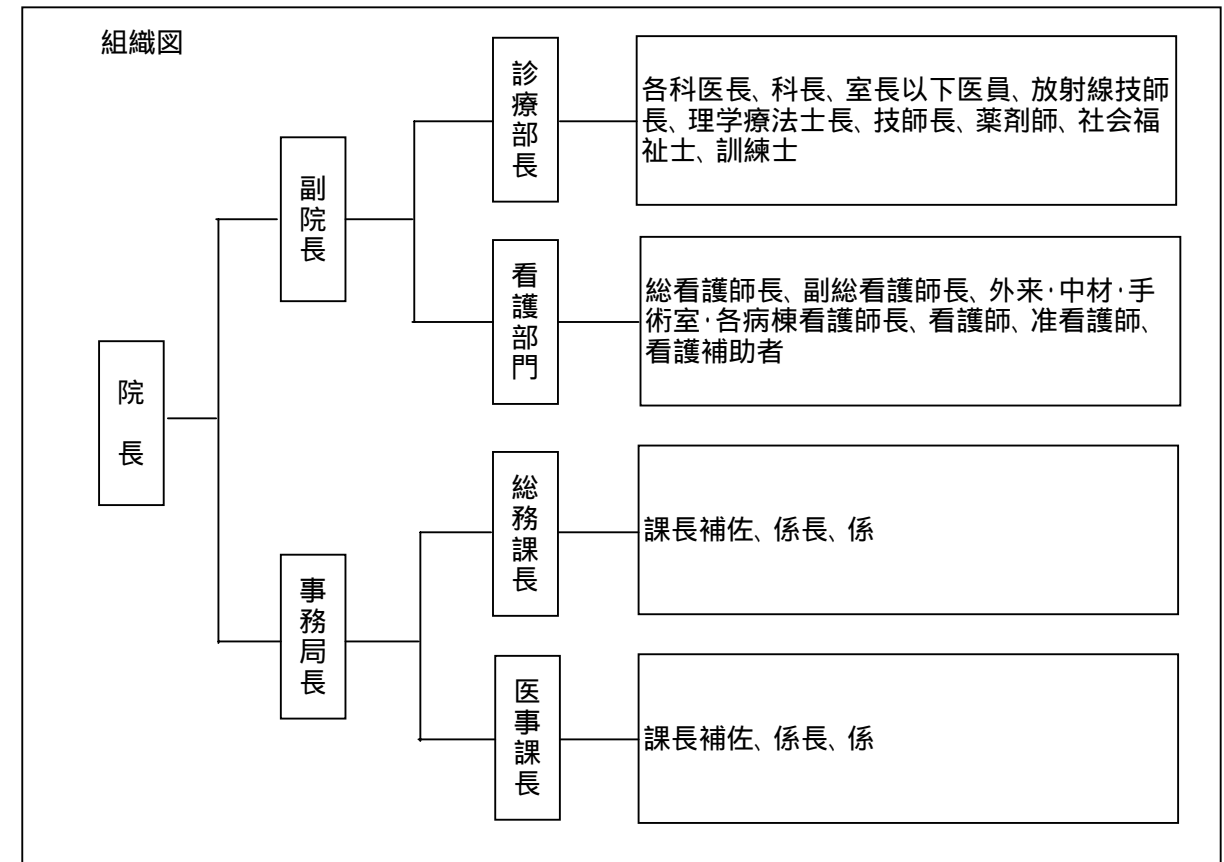 組織図
院長
副院長
診療部長
各科医長、科長、室長以下医員、放射線技師
長、理学療法士長、技師長、薬剤師、社会福
祉士、訓練士
看護部門
総看護師長、副総看護師長、外来・中材・手
術室・各病棟看護師長、看護師、准看護師、
看護補助者
事務局長
総務課長
課長補佐、係長、係
医事課長
課長補佐、係長、係